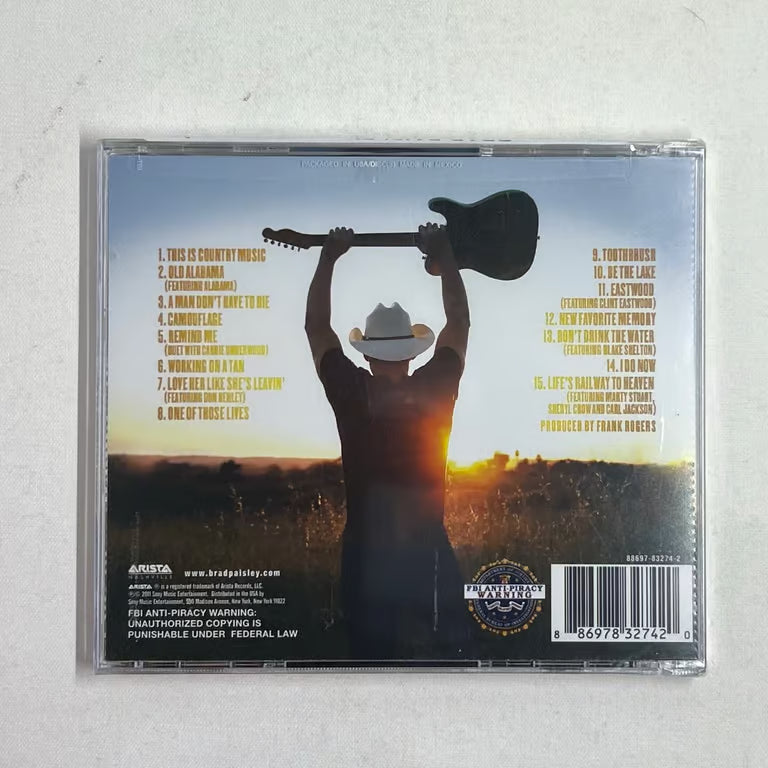 PACKAGED IN USA/DISC(S) MADE IN MEXICO
1. THIS IS COUNTRY MUSIC
2. OLD ALABAMA
(FEATURING ALABAMA)
3. A MAN DON'T HAVE TO DIE
4. CAMOUFLAGE
5. REMIND ME
(DUET WITH CARRIE UNDERWOOD)
6. WORKING ON A TAN
7. LOVE HER LIKE SHE'S LEAVIN'
(FEATURING DON HENLEY)
8. ONE OF THOSE LIVES
9. TOOTHBRUSH
10. BE THE LAKE
11. EASTWOOD
(FEATURING CLINT EASTWOOD)
12. NEW FAVORITE MEMORY
13. DON'T DRINK THE WATER
(FEATURING BLAKE SHELTON)
14. I DO NOW
15. LIFE'S RAILWAY TO HEAVEN
(FEATURING MARTY STUART,
SHERYL CROW AND CARL JACKSON)
PRODUCED BY FRANK ROGERS
ARISTA
NASHVILLE
www.bradpaisley.com
ARISTA ® is a registered trademark of Arista Records, LLC.
℗ © 2011 Sony Music Entertainment. Distributed in the USA by
Sony Music Entertainment, 550 Madison Avenue, New York, New York 10022
FBI ANTI-PIRACY WARNING:
UNAUTHORIZED COPYING IS
PUNISHABLE UNDER FEDERAL LAW
FBI ANTI-PIRACY
WARNING
88697-83274-2
8 86978 32742 0